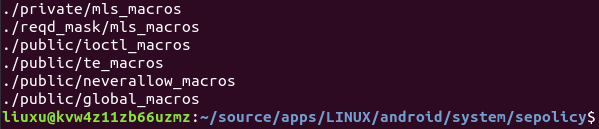 ./private/mls_macros
./reqd_mask/mls_macros
./public/ioctl_macros
./public/te_macros
./public/neverallow_macros
./public/global_macros
liuxu@kvw4z11zb66uzmz:~/source/apps/LINUX/android/system/sepolicy$